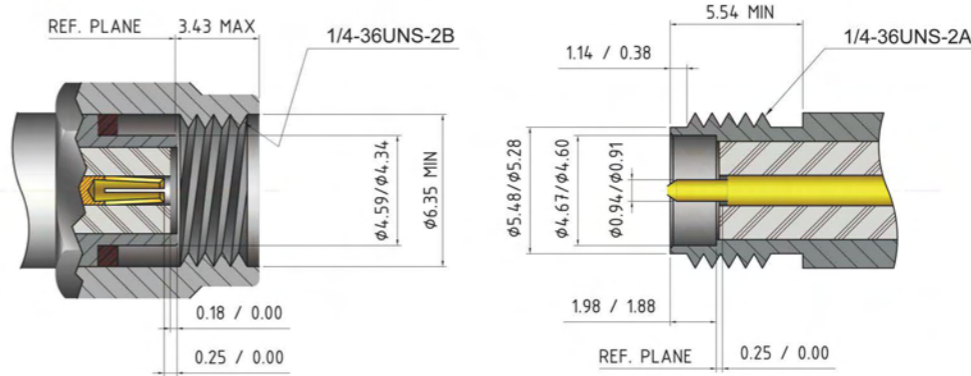 REF. PLANE
3.43 MAX
1/4-36UNS-2B
ϕ4.59/ϕ4.34
ϕ6.35 MIN
0.18 / 0.00
0.25 / 0.00
5.54 MIN
1.14 / 0.38
1/4-36UNS-2A
ϕ5.48/ϕ5.28
ϕ4.67/ϕ4.60
ϕ0.94/ϕ0.91
1.98 / 1.88
REF. PLANE
0.25 / 0.00